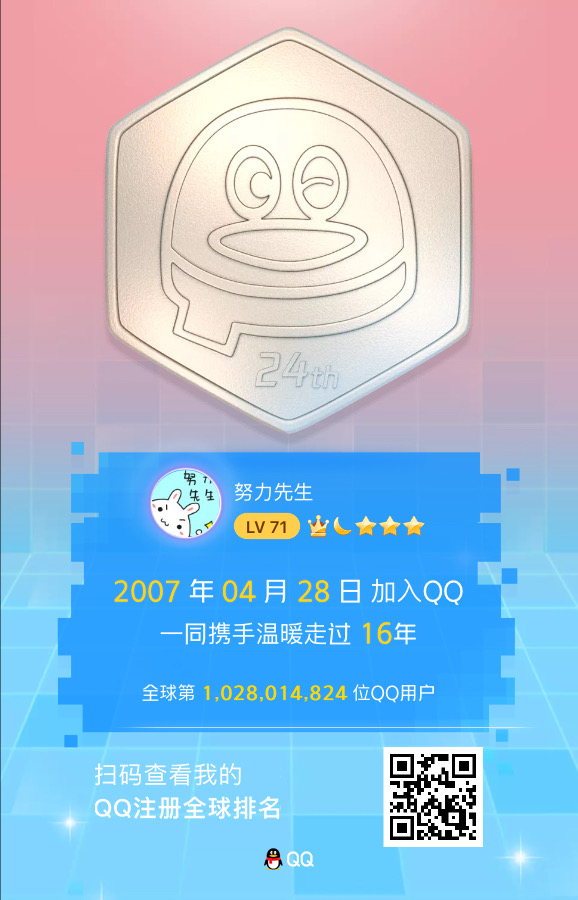 24th
努力
先生
努力先生
LV 71
2007 年 04 月 28 日 加入QQ
一同携手温暖走过 16年
全球第 1,028,014,824 位QQ用户
扫码查看我的
QQ注册全球排名
QQ